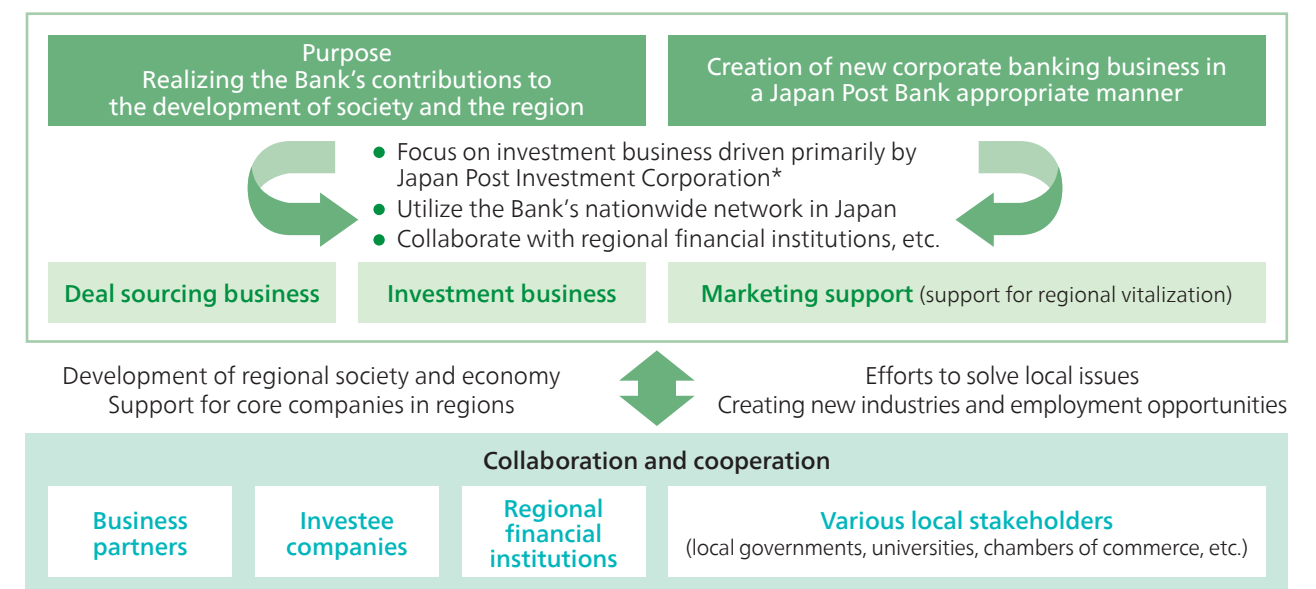 Purpose
Realizing the Bank's contributions to
the development of society and the region
Creation of new corporate banking business in
a Japan Post Bank appropriate manner
● Focus on investment business driven primarily by
Japan Post Investment Corporation*
● Utilize the Bank's nationwide network in Japan
● Collaborate with regional financial institutions, etc.
Deal sourcing business
Investment business
Marketing support (support for regional vitalization)
Development of regional society and economy
Support for core companies in regions
Efforts to solve local issues
Creating new industries and employment opportunities
Collaboration and cooperation
Business
partners
Investee
companies
Regional
financial
institutions
Various local stakeholders
(local governments, universities, chambers of commerce, etc.)